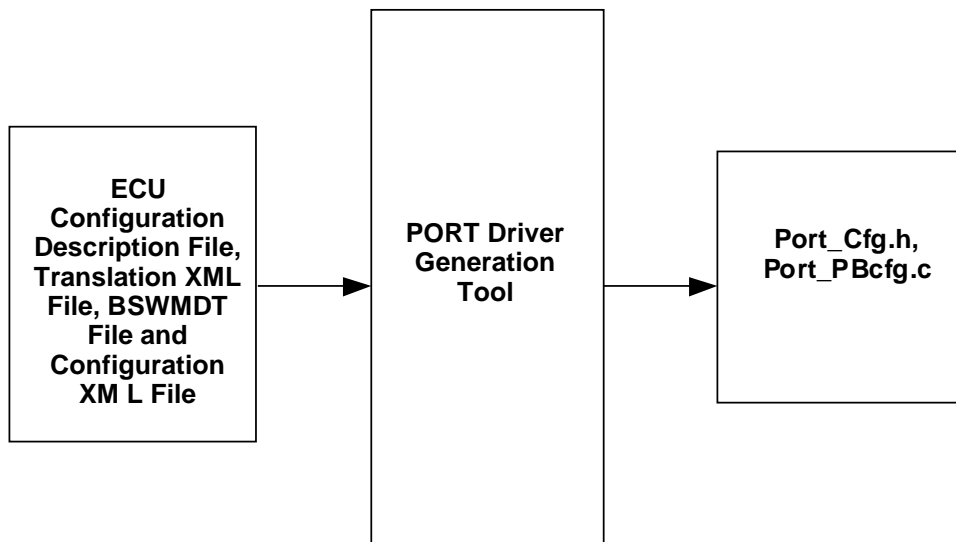 ECU
Configuration
Description File,
Translation XML
File, BSWMDT
File and
Configuration
XM L File
PORT Driver
Generation
Tool
Port_Cfg.h,
Port_PBcfg.c